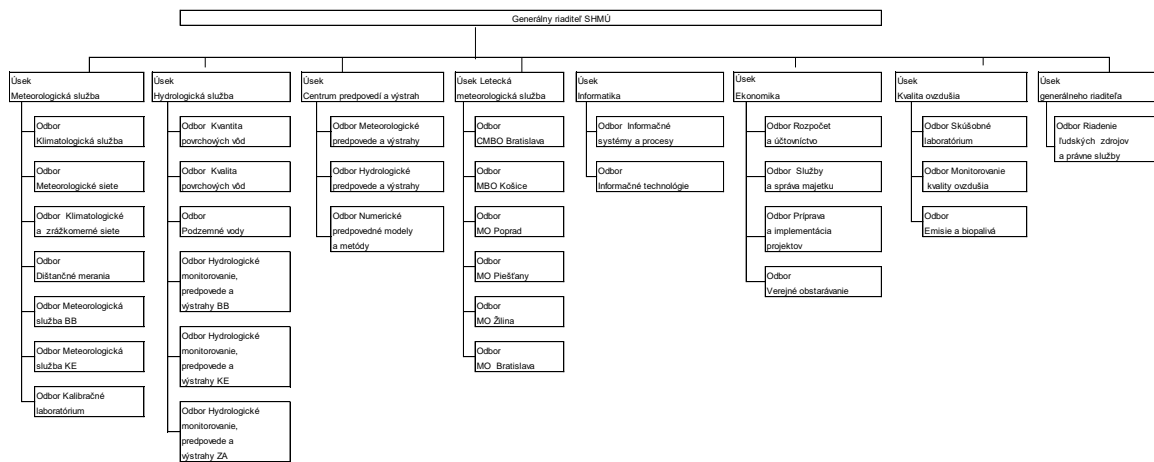 Generálny riaditeľ SHMÚ
Úsek
Meteorologická služba
Odbor
Klimatologická služba
Odbor
Meteorologické siete
Odbor Klimatologické
a zrážkomerné siete
Odbor
Dištančné merania
Odbor Meteorologická
služba BB
Odbor Meteorologická
služba KE
Odbor Kalibračné
laboratórium
Úsek
Hydrologická služba
Odbor Kvantita
povrchových vôd
Odbor Kvalita
povrchových vôd
Odbor
Podzemné vody
Odbor Hydrologické
monitorovanie,
predpovede a
výstrahy BB
Odbor Hydrologické
monitorovanie,
predpovede a
výstrahy KE
Odbor Hydrologické
monitorovanie,
predpovede a
výstrahy ZA
Úsek
Centrum predpovedí a výstrah
Odbor Meteorologické
predpovede a výstrahy
Odbor Hydrologické
predpovede a výstrahy
Odbor Numerické
predpovedné modely
a metódy
Úsek Letecká
meteorologická služba
Odbor
CMBO Bratislava
Odbor
MBO Košice
Odbor
MO Poprad
Odbor
MO Piešťany
Odbor
MO Žilina
Odbor
MO Bratislava
Úsek
Informatika
Odbor Informačné
systémy a procesy
Odbor
Informačné technológie
Úsek
Ekonomika
Odbor Rozpočet
a účtovníctvo
Odbor Služby
a správa majetku
Odbor Príprava
a implementácia
projektov
Odbor
Verejné obstarávanie
Úsek
Kvalita ovzdušia
Odbor Skúšobné
laboratórium
Odbor Monitorovanie
kvality ovzdušia
Odbor
Emisie a biopalivá
Úsek
generálneho riaditeľa
Odbor Riadenie
ľudských zdrojov
a právne služby